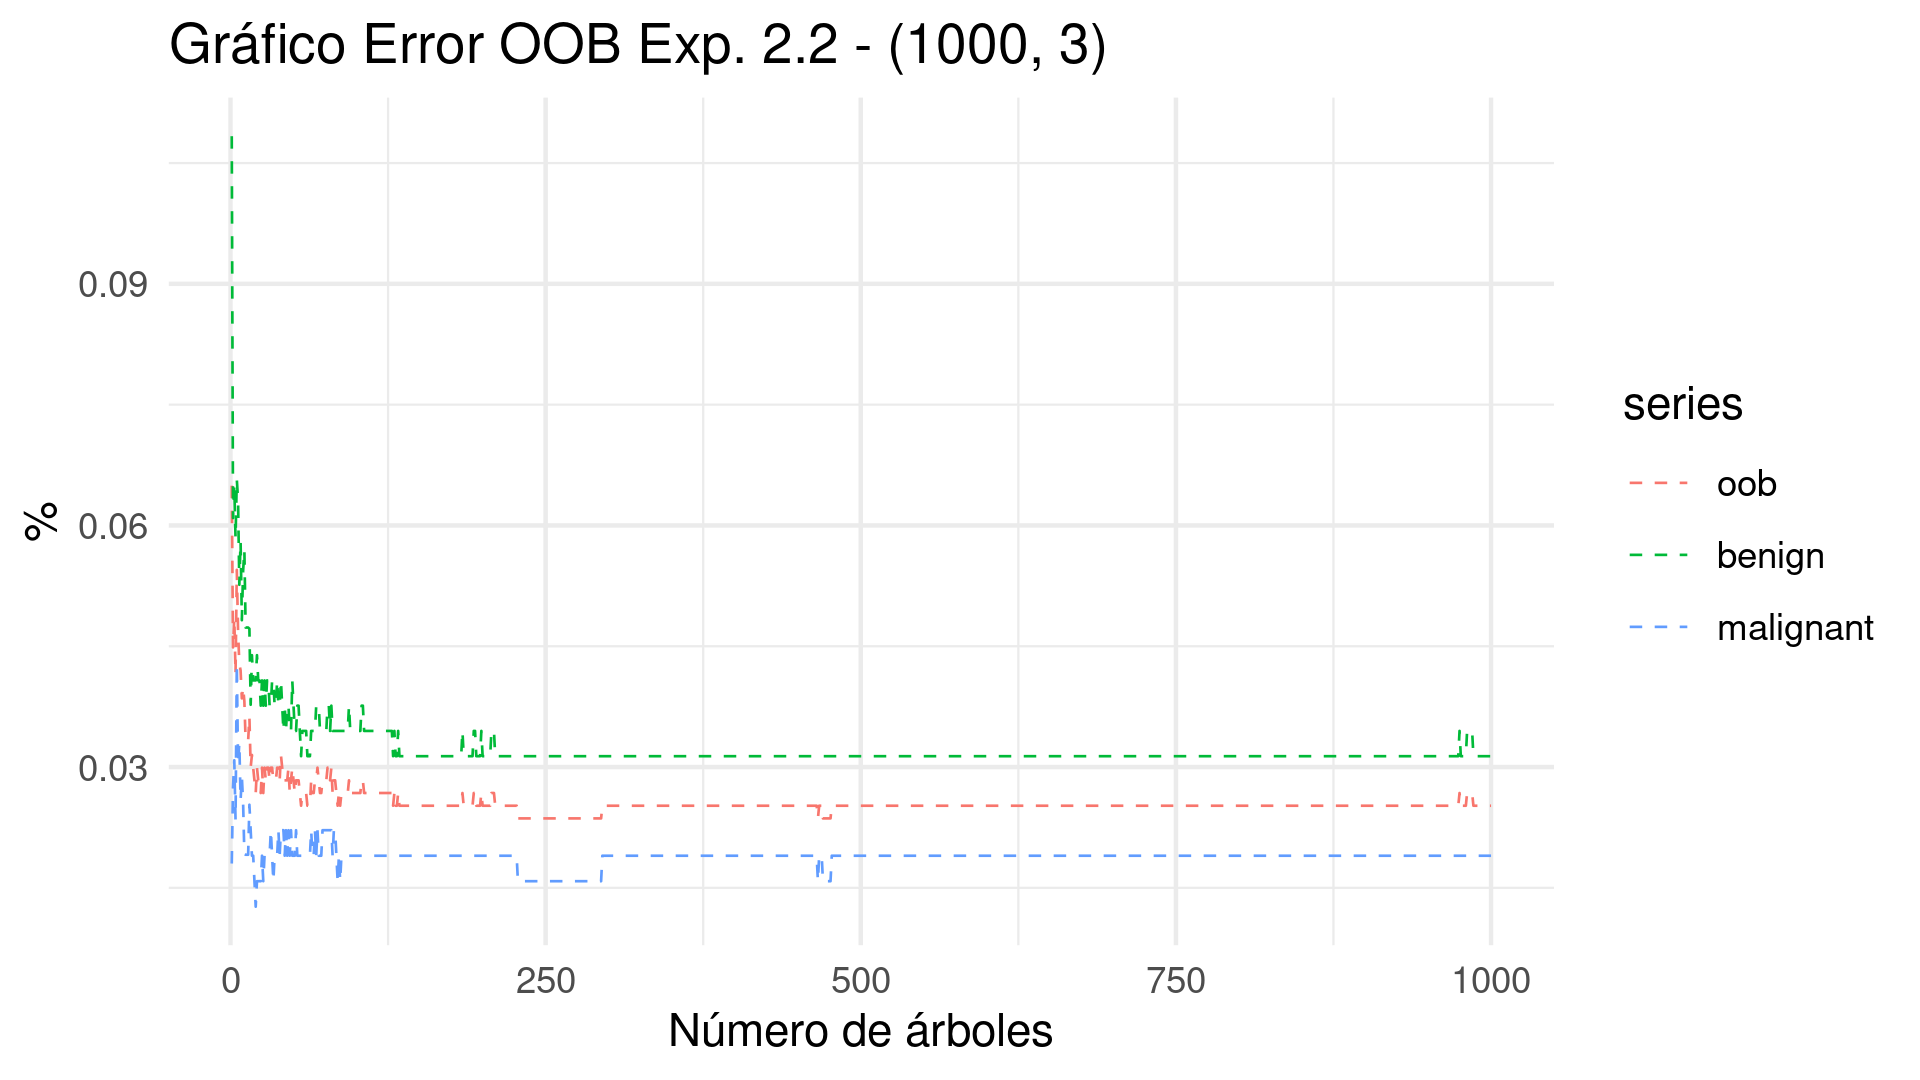 Gráfico Error OOB Exp. 2.2 - (1000, 3)
%
0.09
0.06
0.03
0 250 500 750 1000
Número de árboles
series
oob
benign
malignant